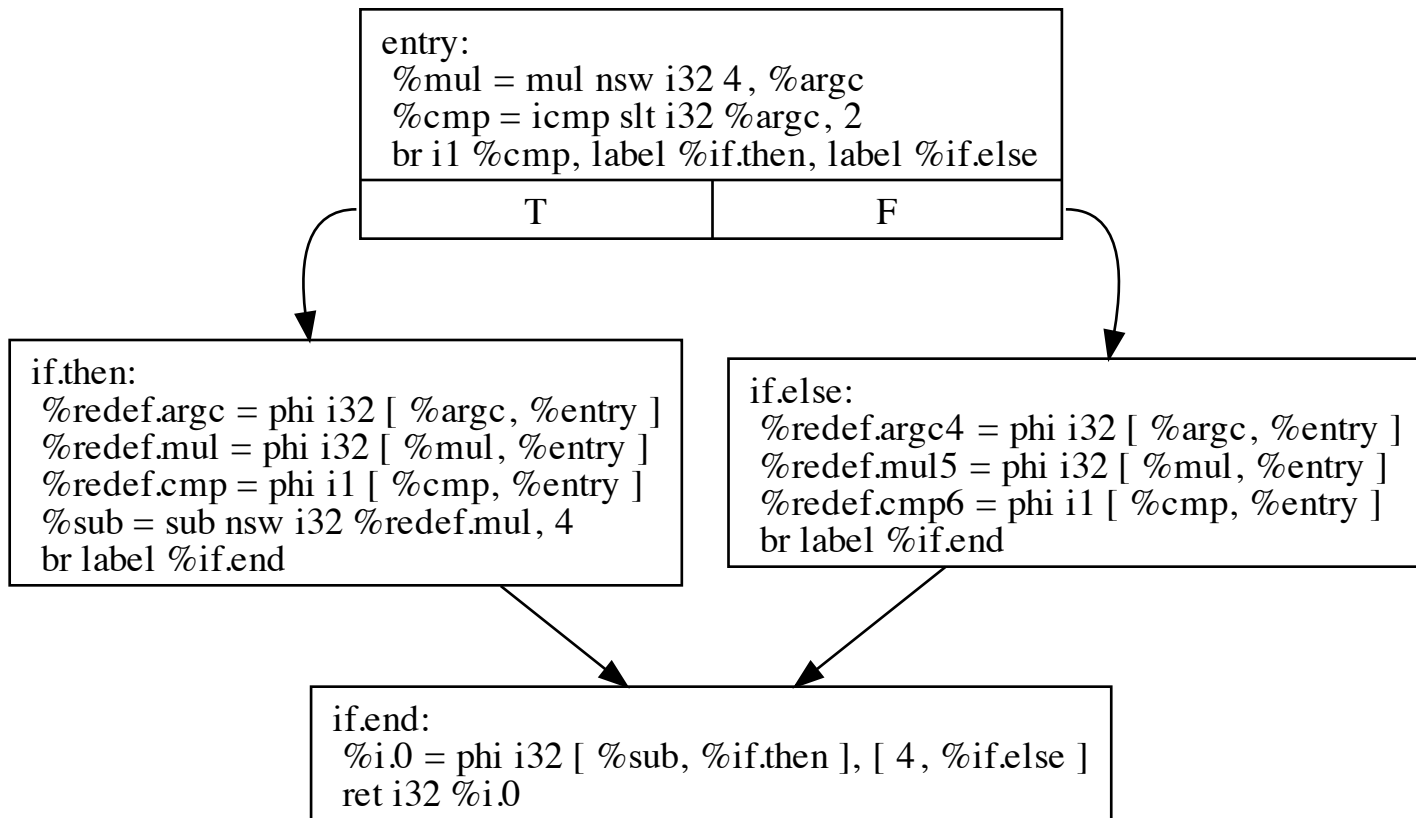 entry:
%mul = mul nsw i32 4, %argc
%cmp = icmp slt i32 %argc, 2
br i1 %cmp, label %if.then, label %if.else
T
F
if.then:
%redef.argc = phi i32 [ %argc, %entry ]
%redef.mul = phi i32 [ %mul, %entry ]
%redef.cmp = phi i1 [ %cmp, %entry ]
%sub = sub nsw i32 %redef.mul, 4
br label %if.end
if.else:
%redef.argc4 = phi i32 [ %argc, %entry ]
%redef.mul5 = phi i32 [ %mul, %entry ]
%redef.cmp6 = phi i1 [ %cmp, %entry ]
br label %if.end
if.end:
%i.0 = phi i32 [ %sub, %if.then ], [ 4, %if.else ]
ret i32 %i.0